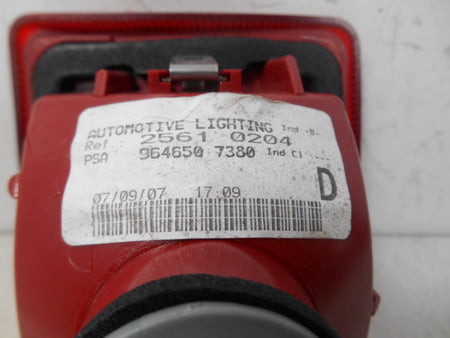 AUTOMOTIVE LIGHTING Ind.-B.
Ref : 2561 0204
PSA 964650 7380 Ind C1
07/09/07 17:09
D